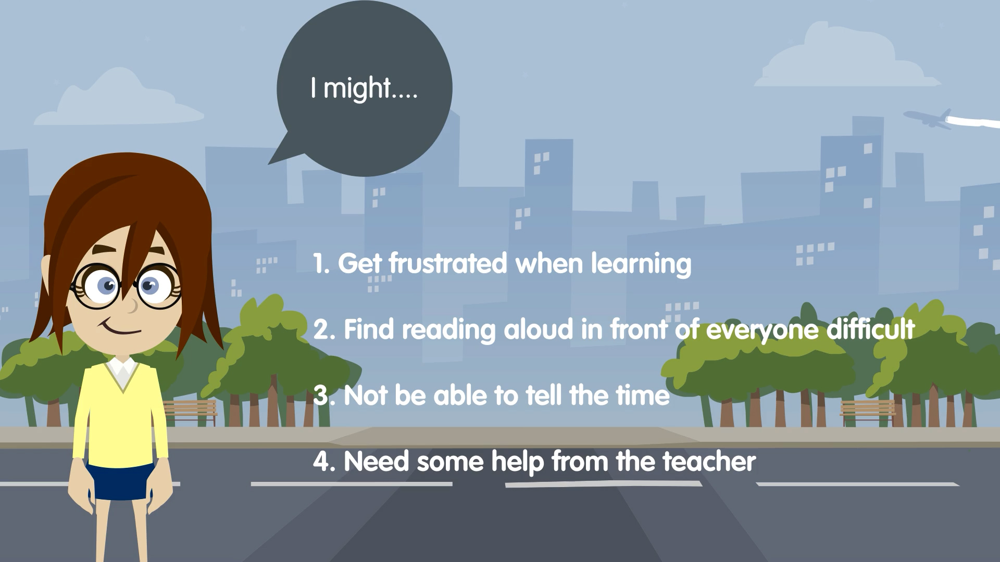 I might....
1. Get frustrated when learning
2. Find reading aloud in front of everyone difficult
3. Not be able to tell the time
4. Need some help from the teacher